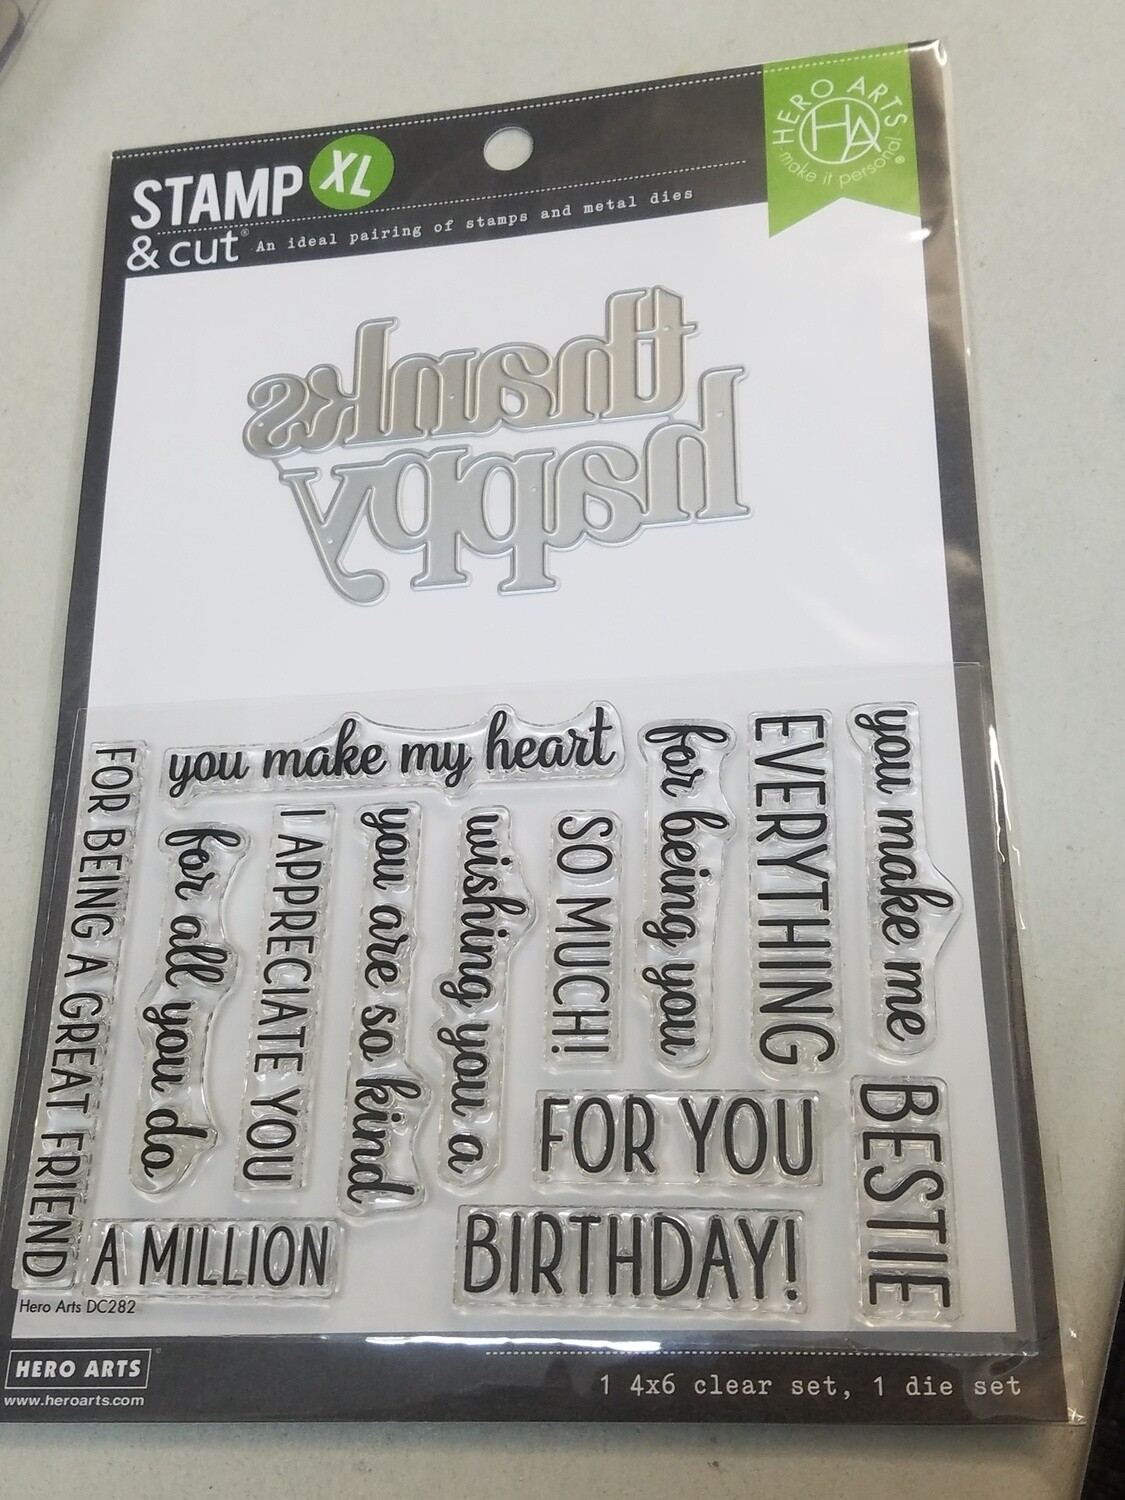 HERO ARTS
HA
make it personal®
STAMP XL
& cut® An ideal pairing of stamps and metal dies
thanks
happy
you make my heart
FOR BEING A GREAT FRIEND
for all you do
I APPRECIATE YOU
you are so kind
wishing you a
SO MUCH!
for being you
EVERYTHING
you make me
FOR YOU
BESTIE
A MILLION
BIRTHDAY!
Hero Arts DC282
HERO ARTS®
www.heroarts.com
1 4x6 clear set, 1 die set